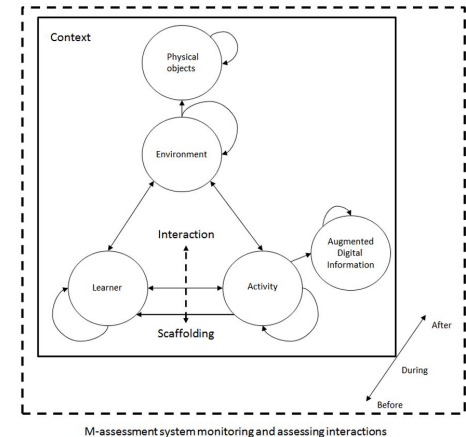 Context
Physical
objects
Environment
Interaction
Augmented
Digital
Information
Learner
Activity
Scaffolding
After
During
Before
M-assessment system monitoring and assessing interactions